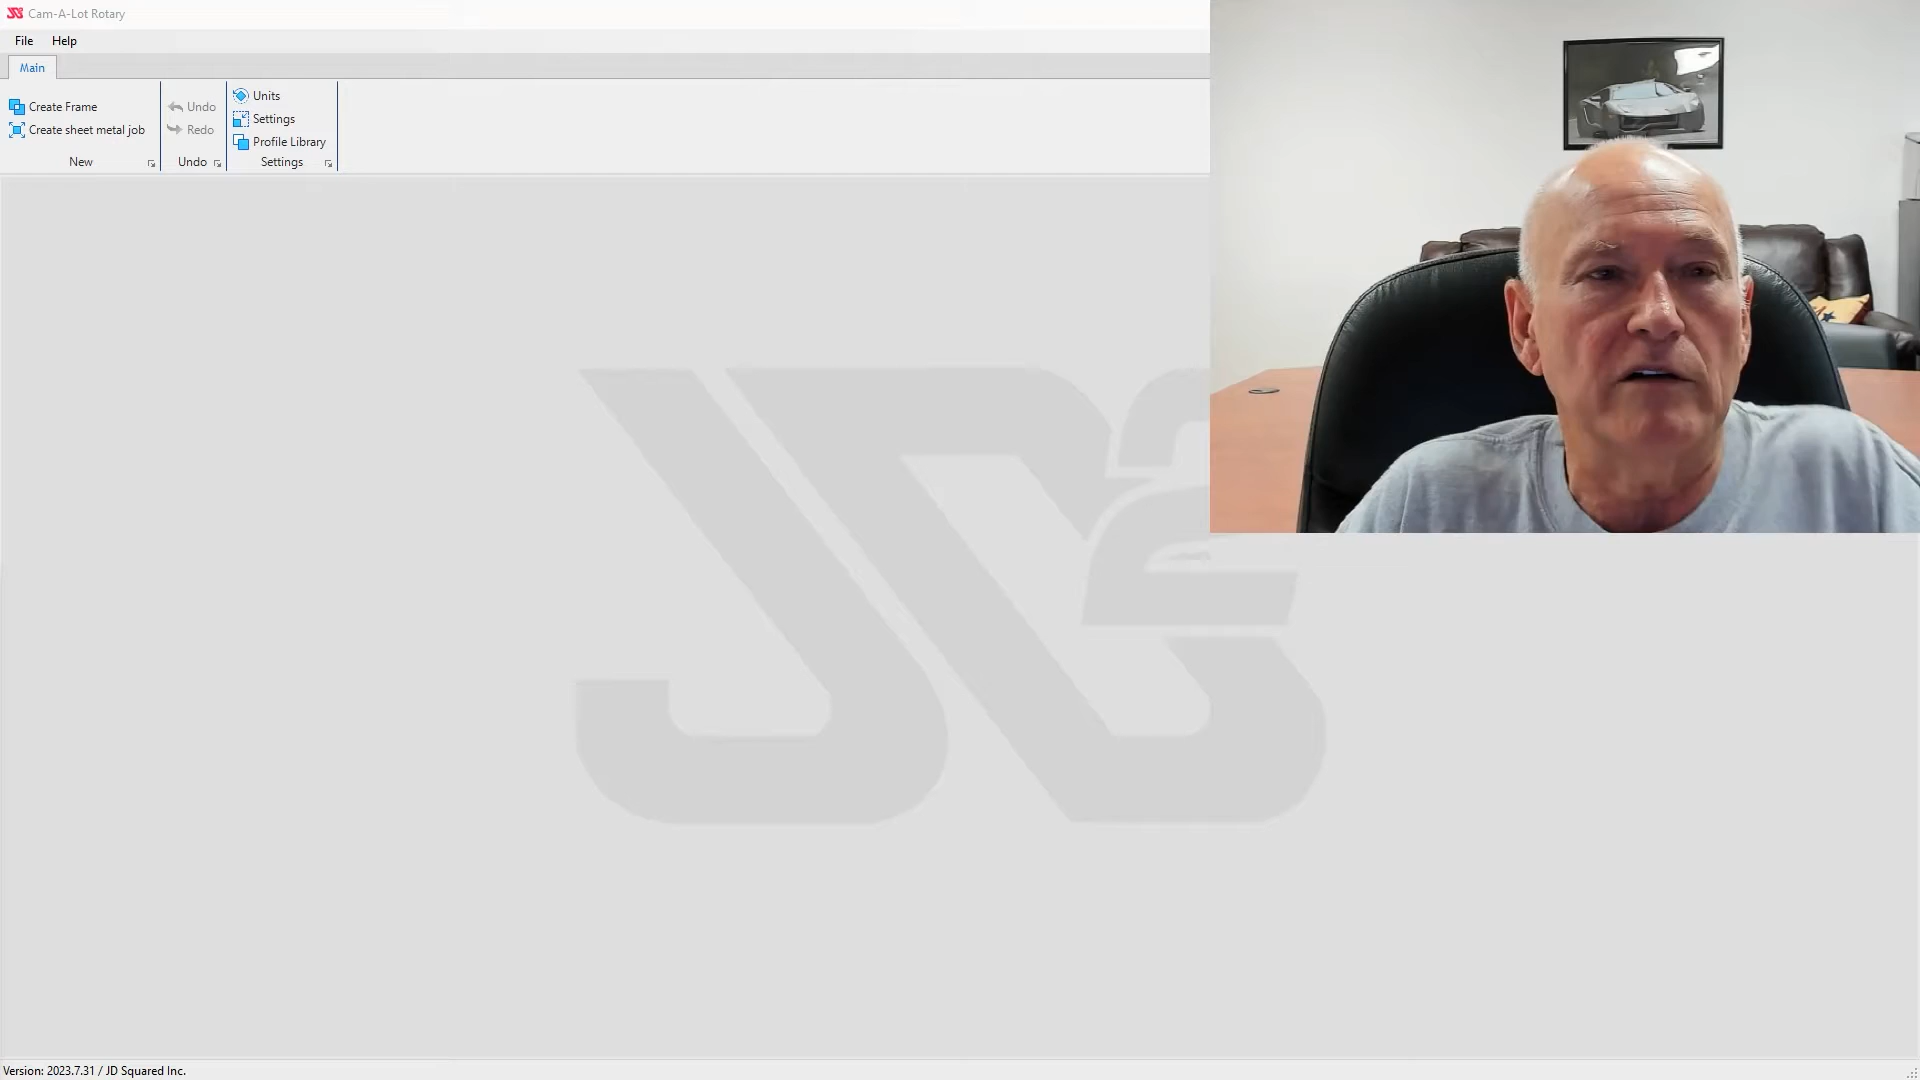 Cam-A-Lot Rotary
File Help
Main
Create Frame
Create sheet metal job
New
Undo
Redo
Undo
Units
Settings
Profile Library
Settings
JD2
Version: 2023.7.31 / JD Squared Inc.